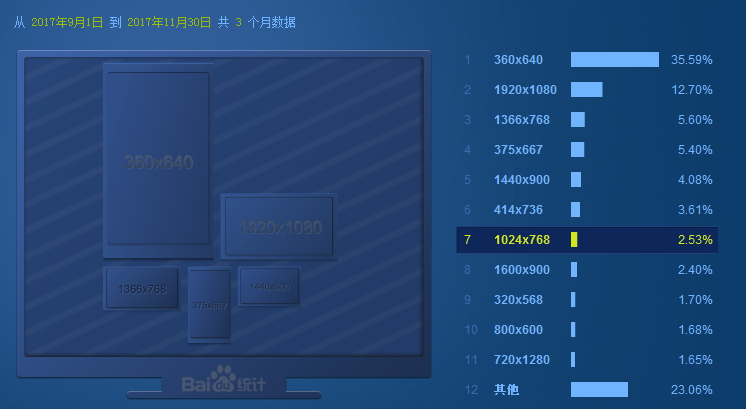 从 2017年9月1日 到 2017年11月30日 共 3 个月数据
360x640
1920x1080
1366x768
375x667
1440x900
Bai du 统计
1 360x640 35.59%
2 1920x1080 12.70%
3 1366x768 5.60%
4 375x667 5.40%
5 1440x900 4.08%
6 414x736 3.61%
7 1024x768 2.53%
8 1600x900 2.40%
9 320x568 1.70%
10 800x600 1.68%
11 720x1280 1.65%
12 其他 23.06%